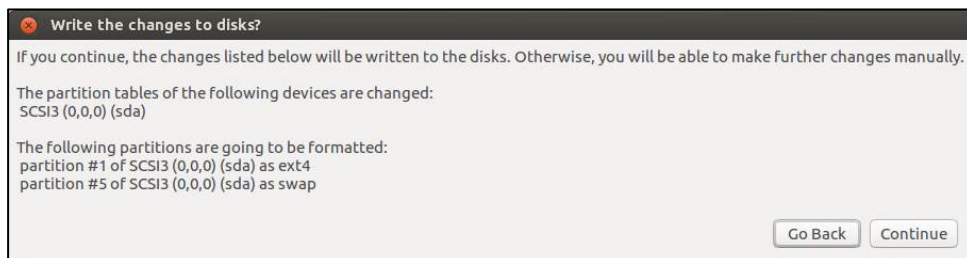 Write the changes to disks?
If you continue, the changes listed below will be written to the disks. Otherwise, you will be able to make further changes manually.
The partition tables of the following devices are changed:
SCSI3 (0,0,0) (sda)
The following partitions are going to be formatted:
partition #1 of SCSI3 (0,0,0) (sda) as ext4
partition #5 of SCSI3 (0,0,0) (sda) as swap
Go Back Continue